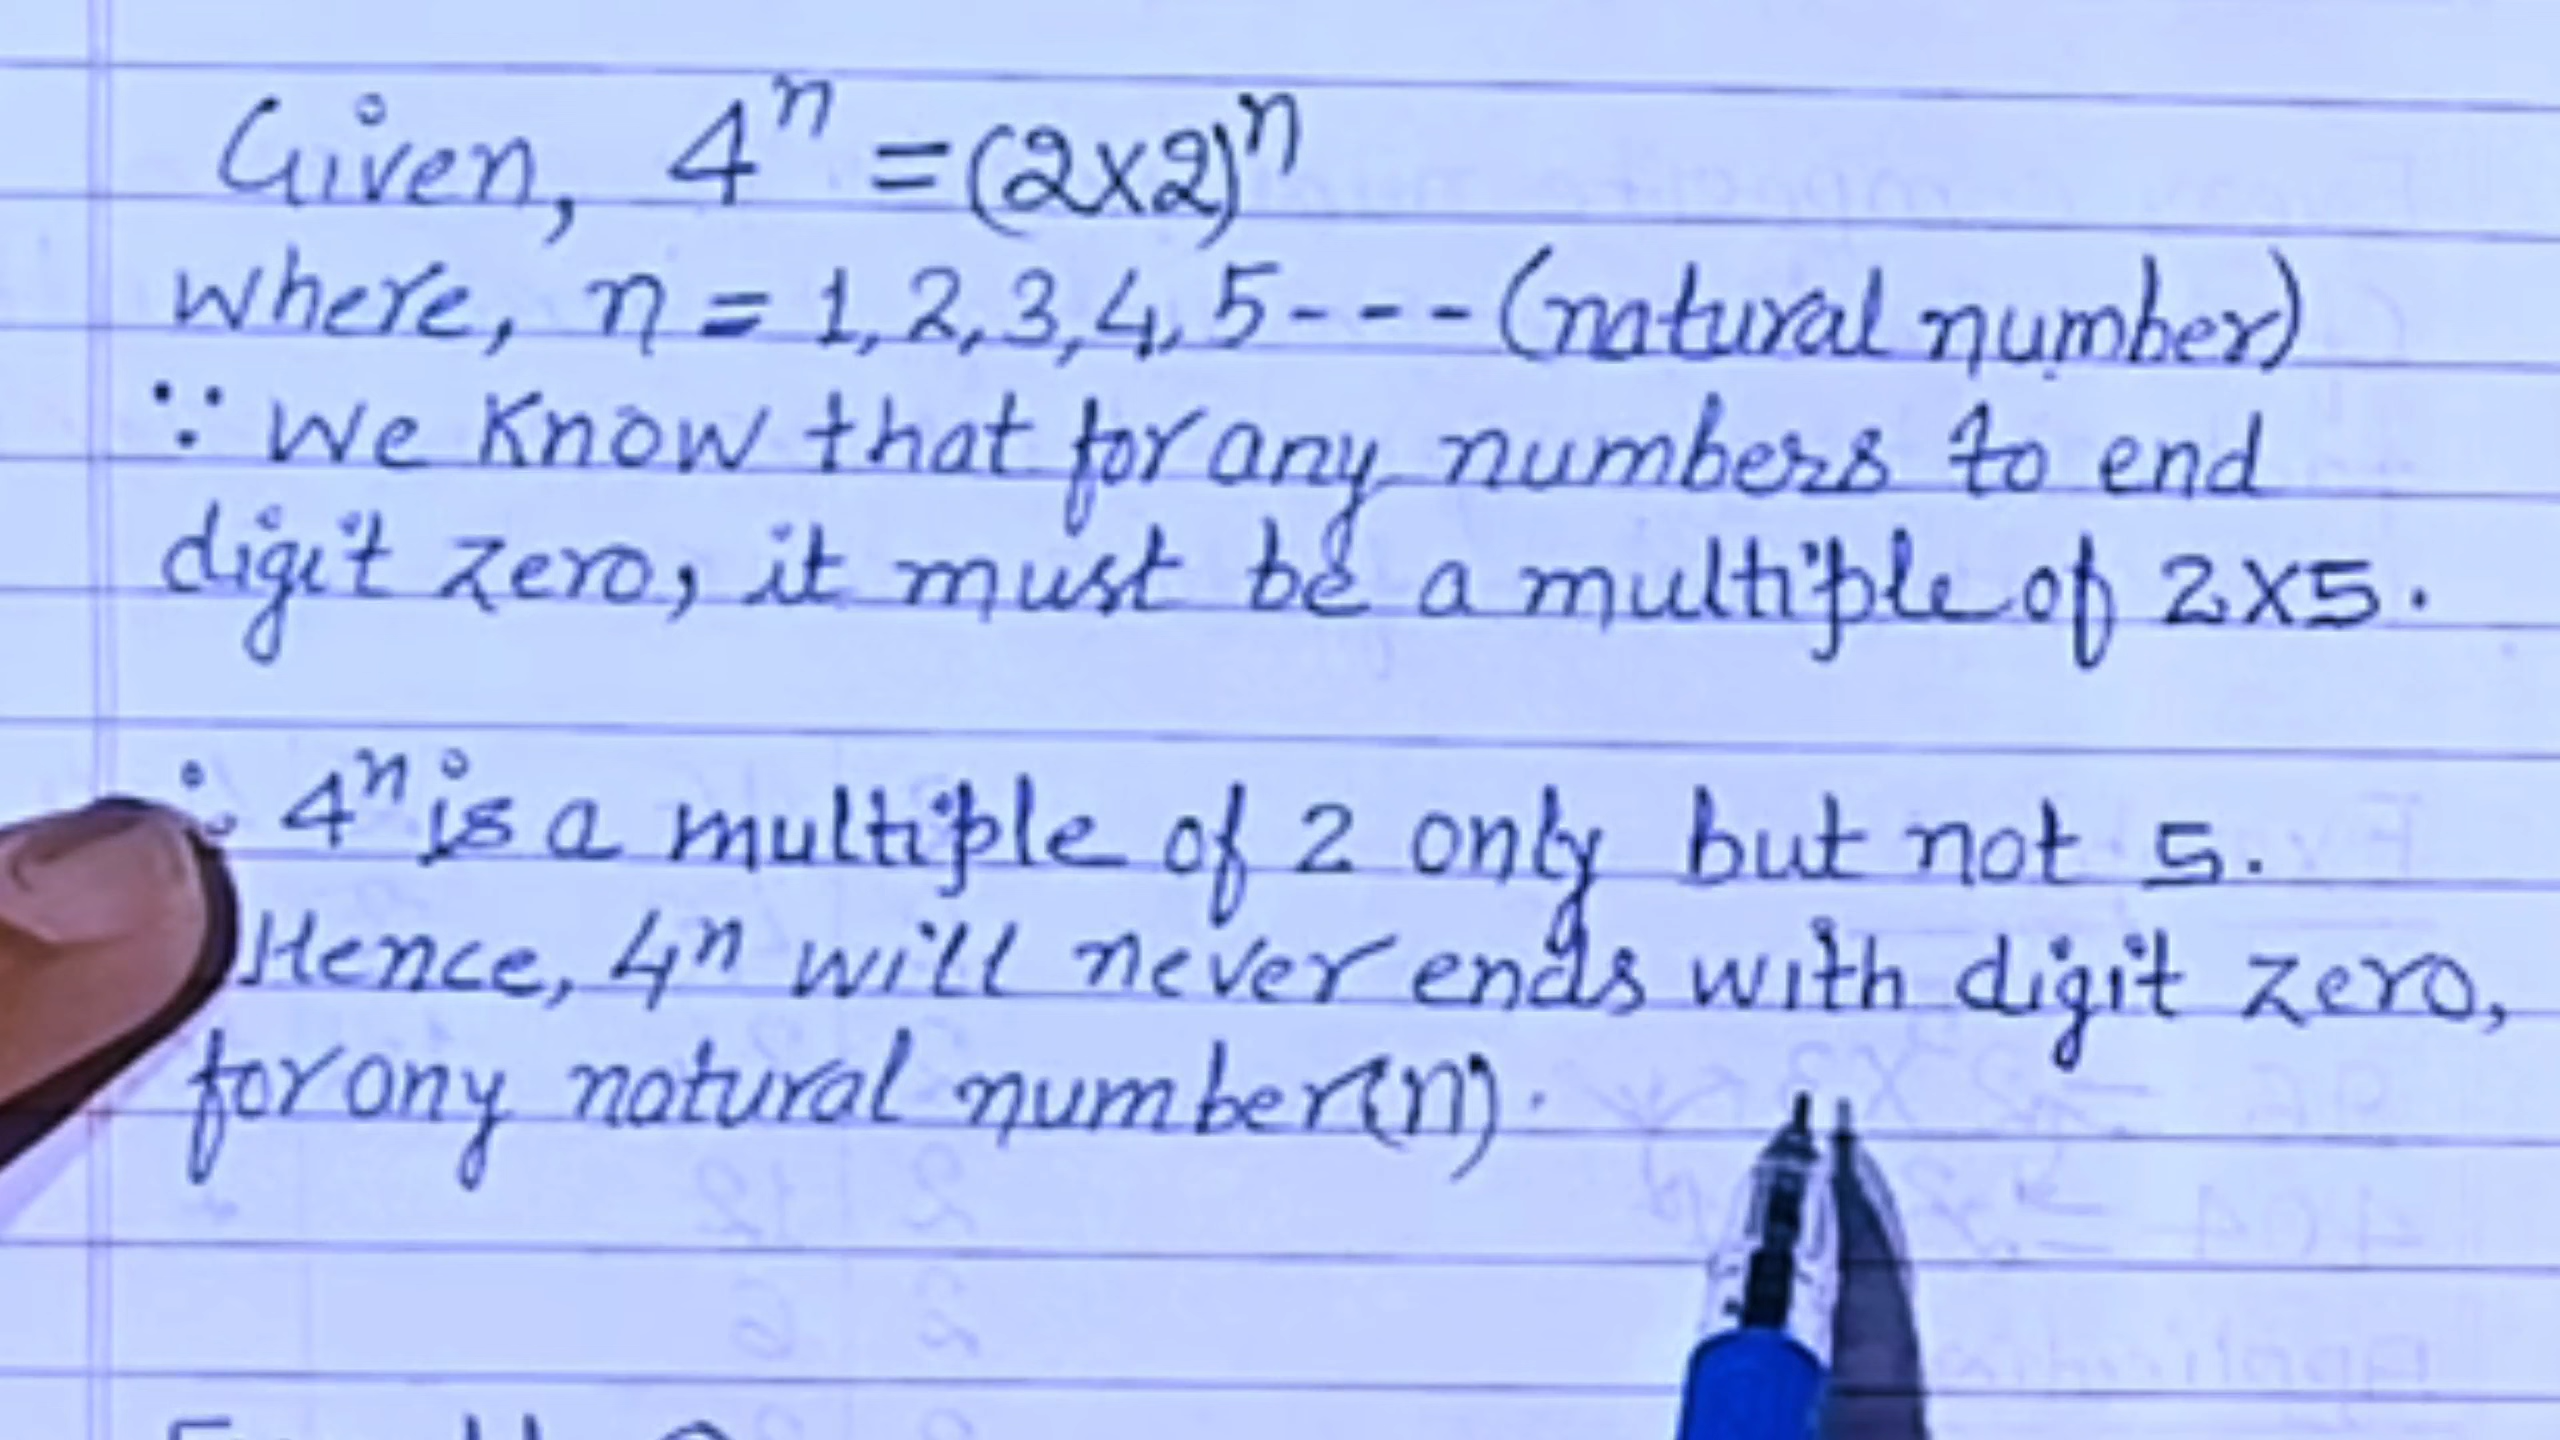 Given, 4ⁿ = (2×2)ⁿ
where, n = 1, 2, 3, 4, 5 - - - (natural number)
∵ We Know that for any numbers to end
digit zero, it must be a multiple of 2×5.
∴ 4ⁿ is a multiple of 2 only but not 5.
Hence, 4ⁿ will never ends with digit zero,
for any natural number(n).